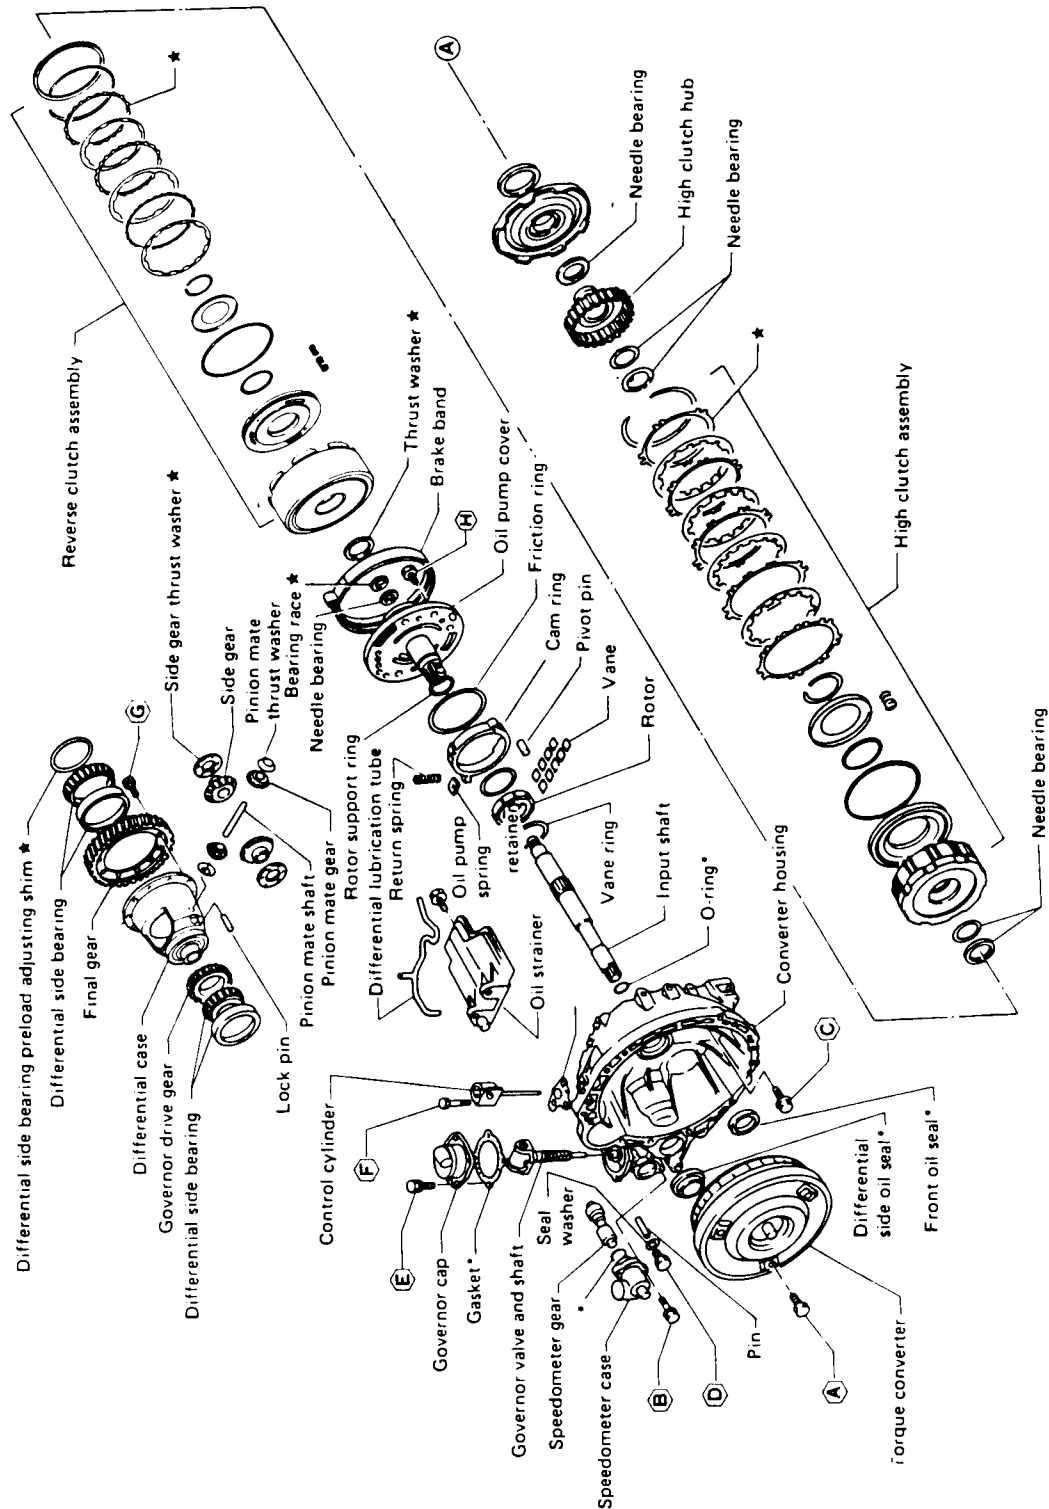 Differential side bearing preload adjusting shim ★
Differential side bearing
Final gear
Differential case
Governor drive gear
Differential side bearing
Lock pin
G
Side gear thrust washer ★
Side gear
Pinion mate
thrust washer
Bearing race ★
Needle bearing
Pinion mate shaft
Pinion mate gear
Rotor support ring
Differential lubrication tube
Return spring
Oil pump
spring
retainer
Oil strainer
Control cylinder
F
E
Governor cap
Gasket*
Governor valve and shaft
Seal
washer
Speedometer gear
*
Speedometer case
B
D
Pin
A
Torque converter
Differential
side oil seal*
Front oil seal*
C
Converter housing
O-ring*
Input shaft
Vane ring
Rotor
Vane
Pivot pin
Cam ring
Friction ring
Oil pump cover
H
Brake band
Thrust washer ★
Reverse clutch assembly
★
A
Needle bearing
High clutch hub
Needle bearing
★
High clutch assembly
Needle bearing